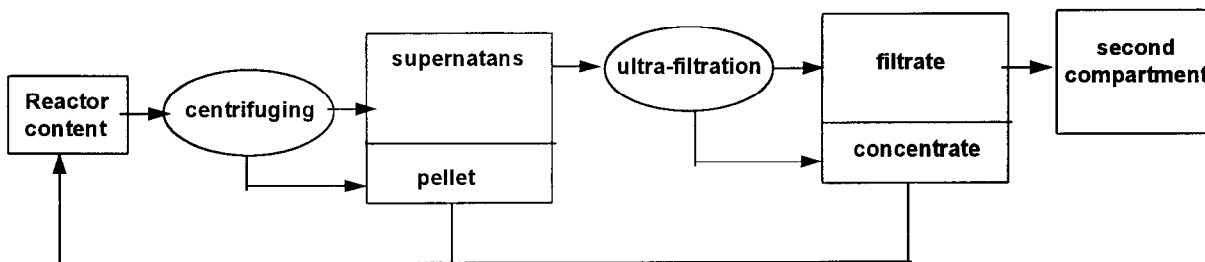 Reactor
content
centrifuging
supernatans
pellet
ultra-filtration
filtrate
concentrate
second
compartment